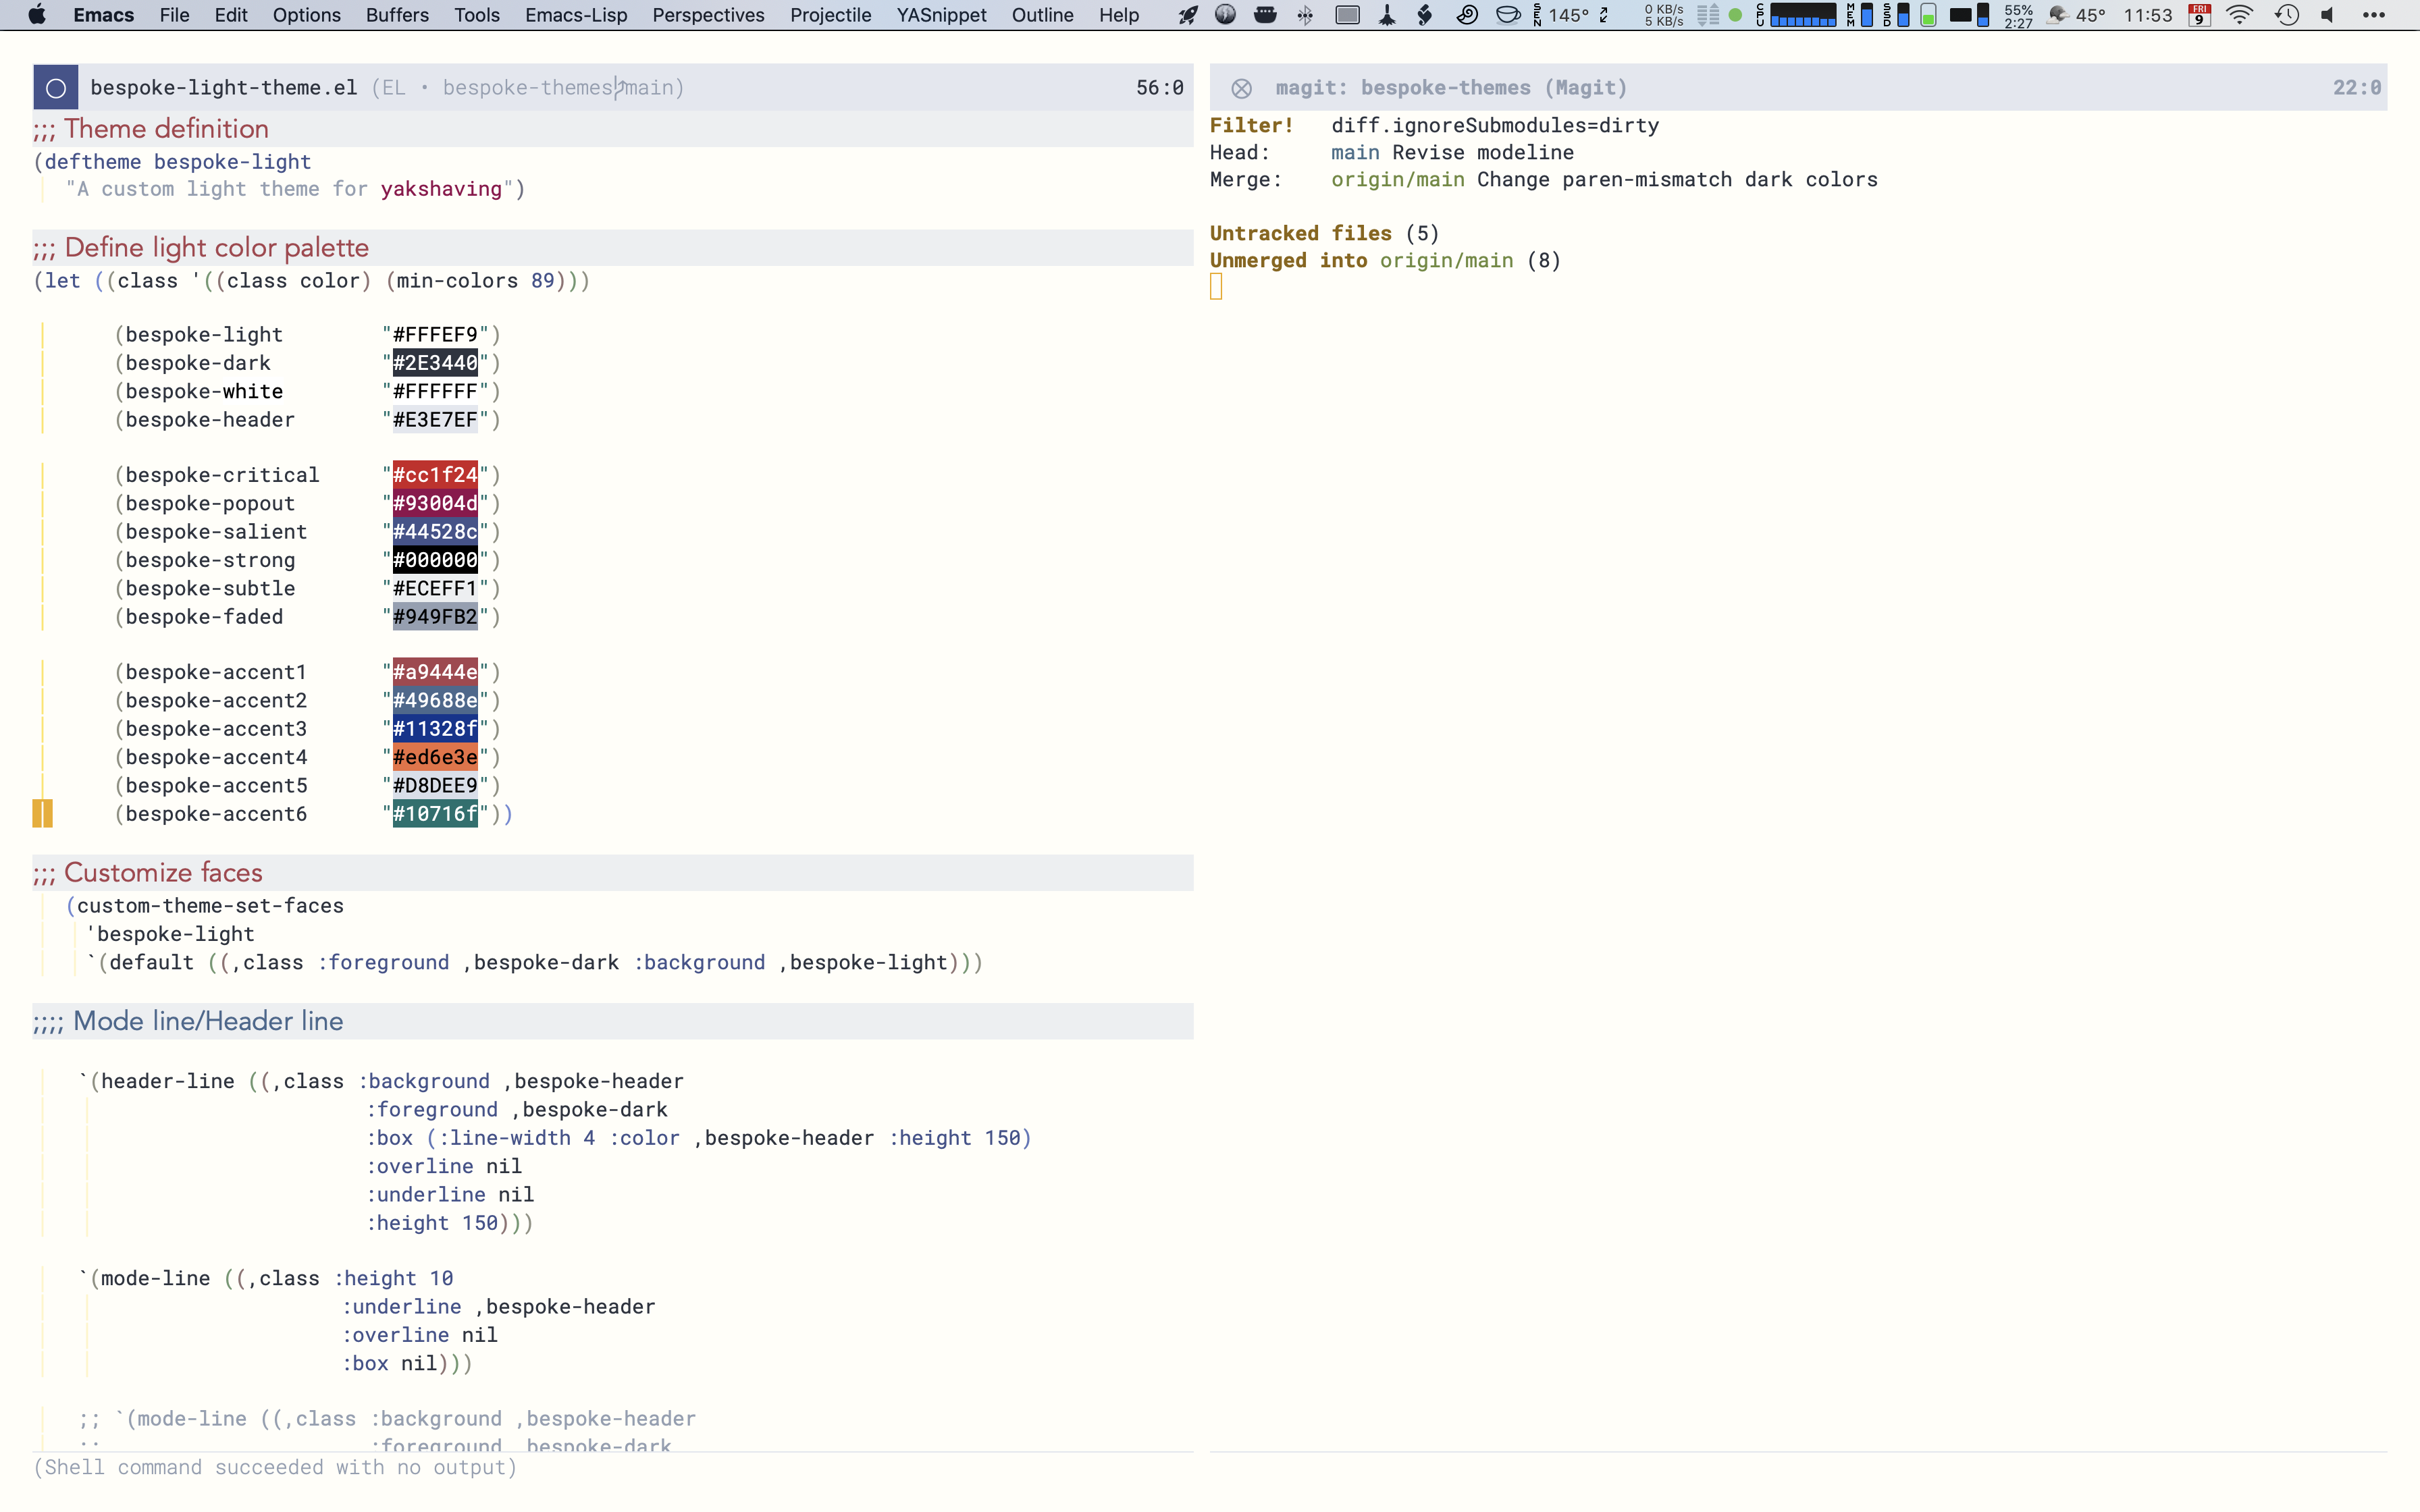 Emacs File Edit Options Buffers Tools Emacs-Lisp Perspectives Projectile YASnippet Outline Help SEN 145° 0 KB/s 5 KB/s CPU MEM SSD 55% 2:27 45° 11:53 FRI 9
bespoke-light-theme.el (EL • bespoke-themes main) 56:0
;;; Theme definition
(deftheme bespoke-light
"A custom light theme for yakshaving")
;;; Define light color palette
(let ((class '((class color) (min-colors 89)))
(bespoke-light "#FFFEF9")
(bespoke-dark "#2E3440")
(bespoke-white "#FFFFFF")
(bespoke-header "#E3E7EF")
(bespoke-critical "#cc1f24")
(bespoke-popout "#93004d")
(bespoke-salient "#44528c")
(bespoke-strong "#000000")
(bespoke-subtle "#ECEFF1")
(bespoke-faded "#949FB2")
(bespoke-accent1 "#a9444e")
(bespoke-accent2 "#49688e")
(bespoke-accent3 "#11328f")
(bespoke-accent4 "#ed6e3e")
(bespoke-accent5 "#D8DEE9")
(bespoke-accent6 "#10716f"))
;;; Customize faces
(custom-theme-set-faces
'bespoke-light
`(default ((,class :foreground ,bespoke-dark :background ,bespoke-light)))
;;;; Mode line/Header line
`(header-line ((,class :background ,bespoke-header
:foreground ,bespoke-dark
:box (:line-width 4 :color ,bespoke-header :height 150)
:overline nil
:underline nil
:height 150)))
`(mode-line ((,class :height 10
:underline ,bespoke-header
:overline nil
:box nil)))
;; `(mode-line ((,class :background ,bespoke-header
;; :foreground ,bespoke-dark
(Shell command succeeded with no output)
magit: bespoke-themes (Magit) 22:0
Filter! diff.ignoreSubmodules=dirty
Head: main Revise modeline
Merge: origin/main Change paren-mismatch dark colors
Untracked files (5)
Unmerged into origin/main (8)